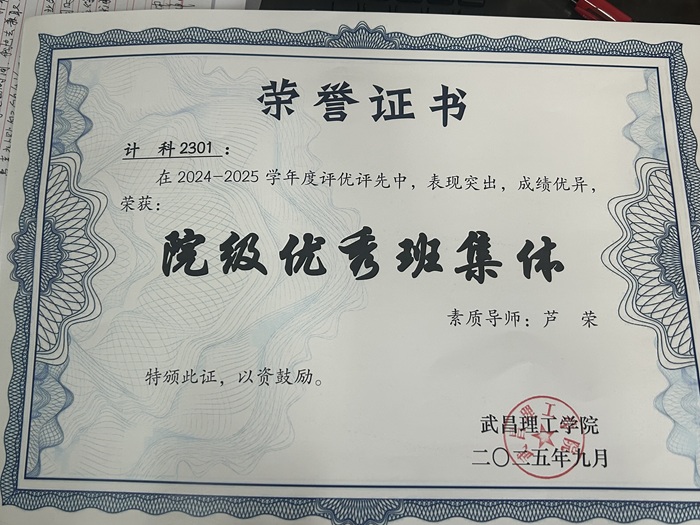 荣誉证书
计 科2301：
在2024-2025学年度评优评先中，表现突出，成绩优异，
荣获：
院级优秀班集体
素质导师：芦 荣
特颁此证，以资鼓励。
武昌理工学院
二〇二五年九月